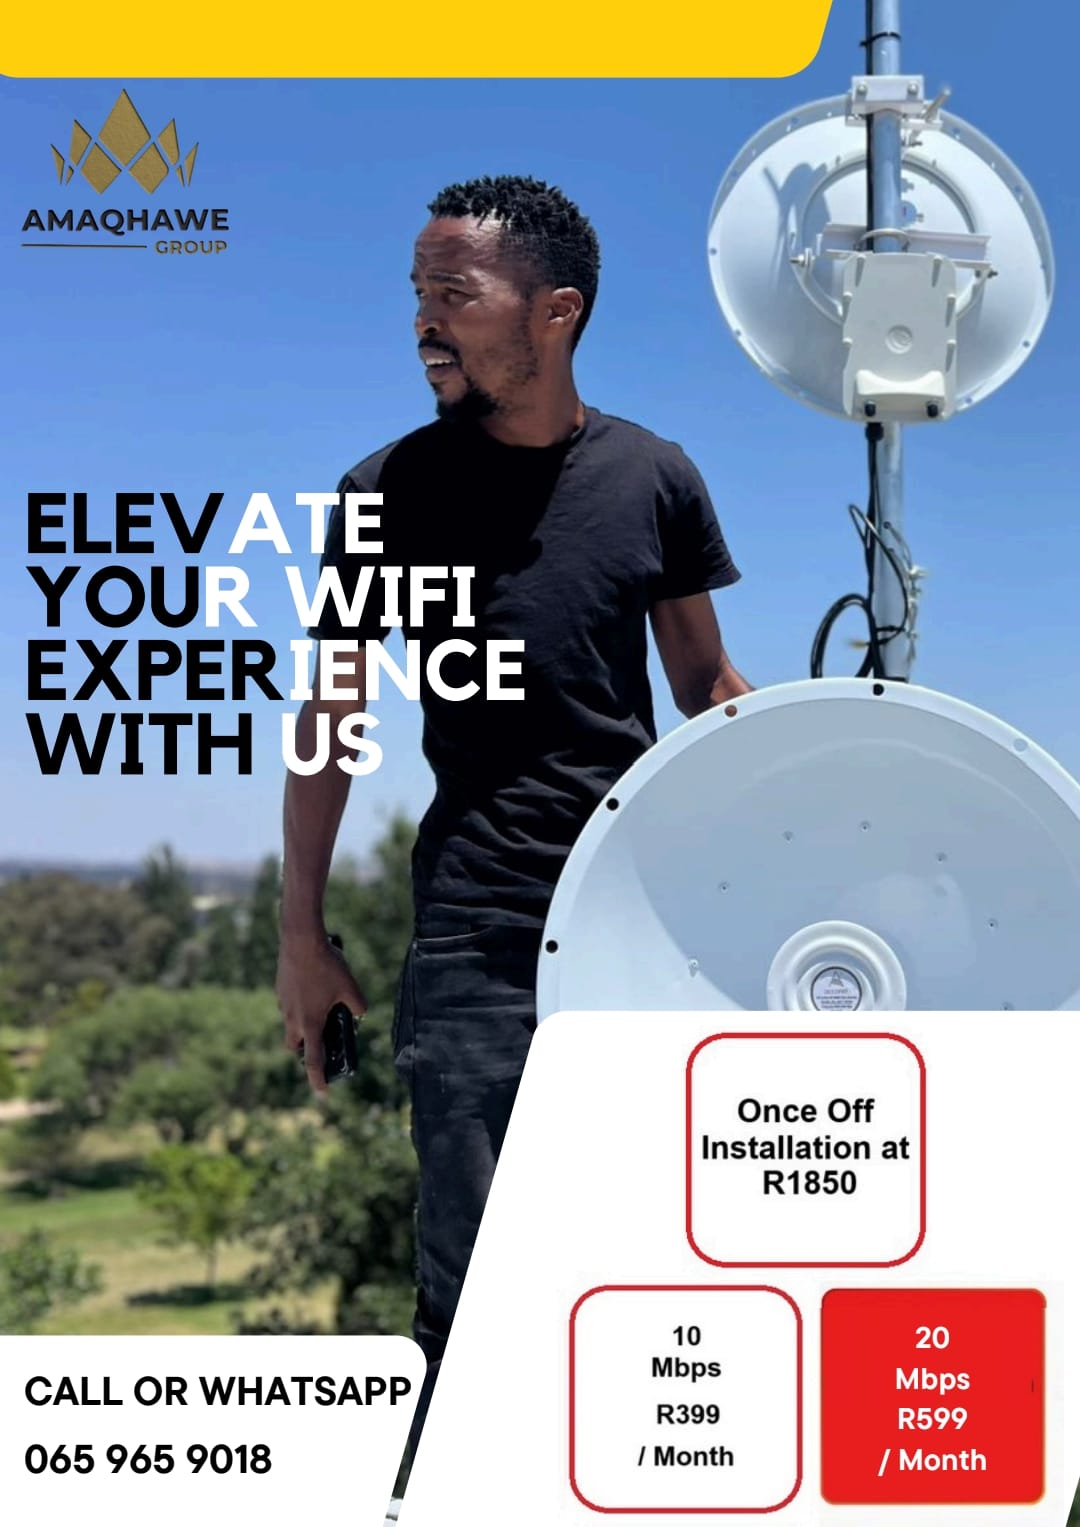 AMAQHAWE
GROUP
ELEVATE
YOUR WIFI
EXPERIENCE
WITH US
Once Off
Installation at
R1850
10
Mbps
R399
/ Month
20
Mbps
R599
/ Month
CALL OR WHATSAPP
065 965 9018